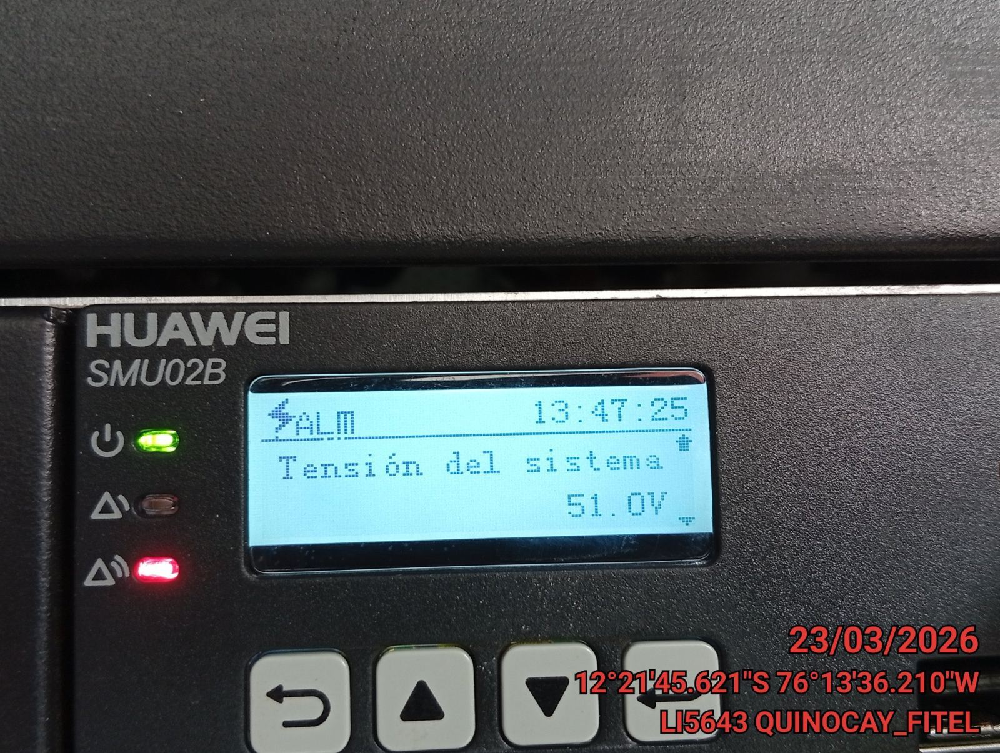 HUAWEI
SMU02B
ALM 13:47:25
Tensión del sistema
51.0V
23/03/2026
12°21'45.621"S 76°13'36.210"W
LI5643 QUINOCAY_FITEL